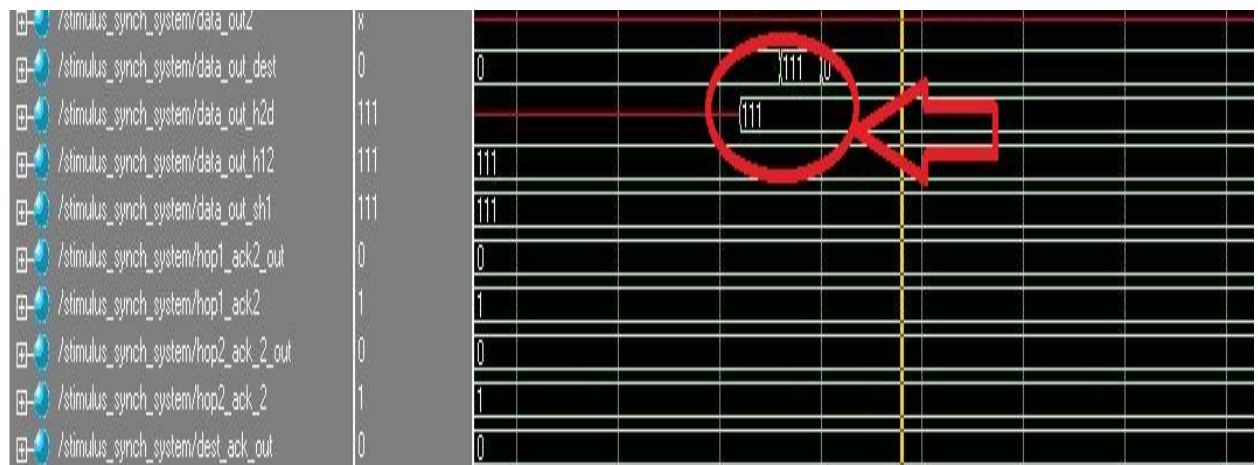 /stimulus_synch_system/data_out2 x
/stimulus_synch_system/data_out_dest 0 0 111 0
/stimulus_synch_system/data_out_h2d 111 111
/stimulus_synch_system/data_out_h12 111 111
/stimulus_synch_system/data_out_sh1 111 111
/stimulus_synch_system/hop1_ack2_out 0 0
/stimulus_synch_system/hop1_ack2 1 1
/stimulus_synch_system/hop2_ack_2_out 0 0
/stimulus_synch_system/hop2_ack_2 1 1
/stimulus_synch_system/dest_ack_out 0 0